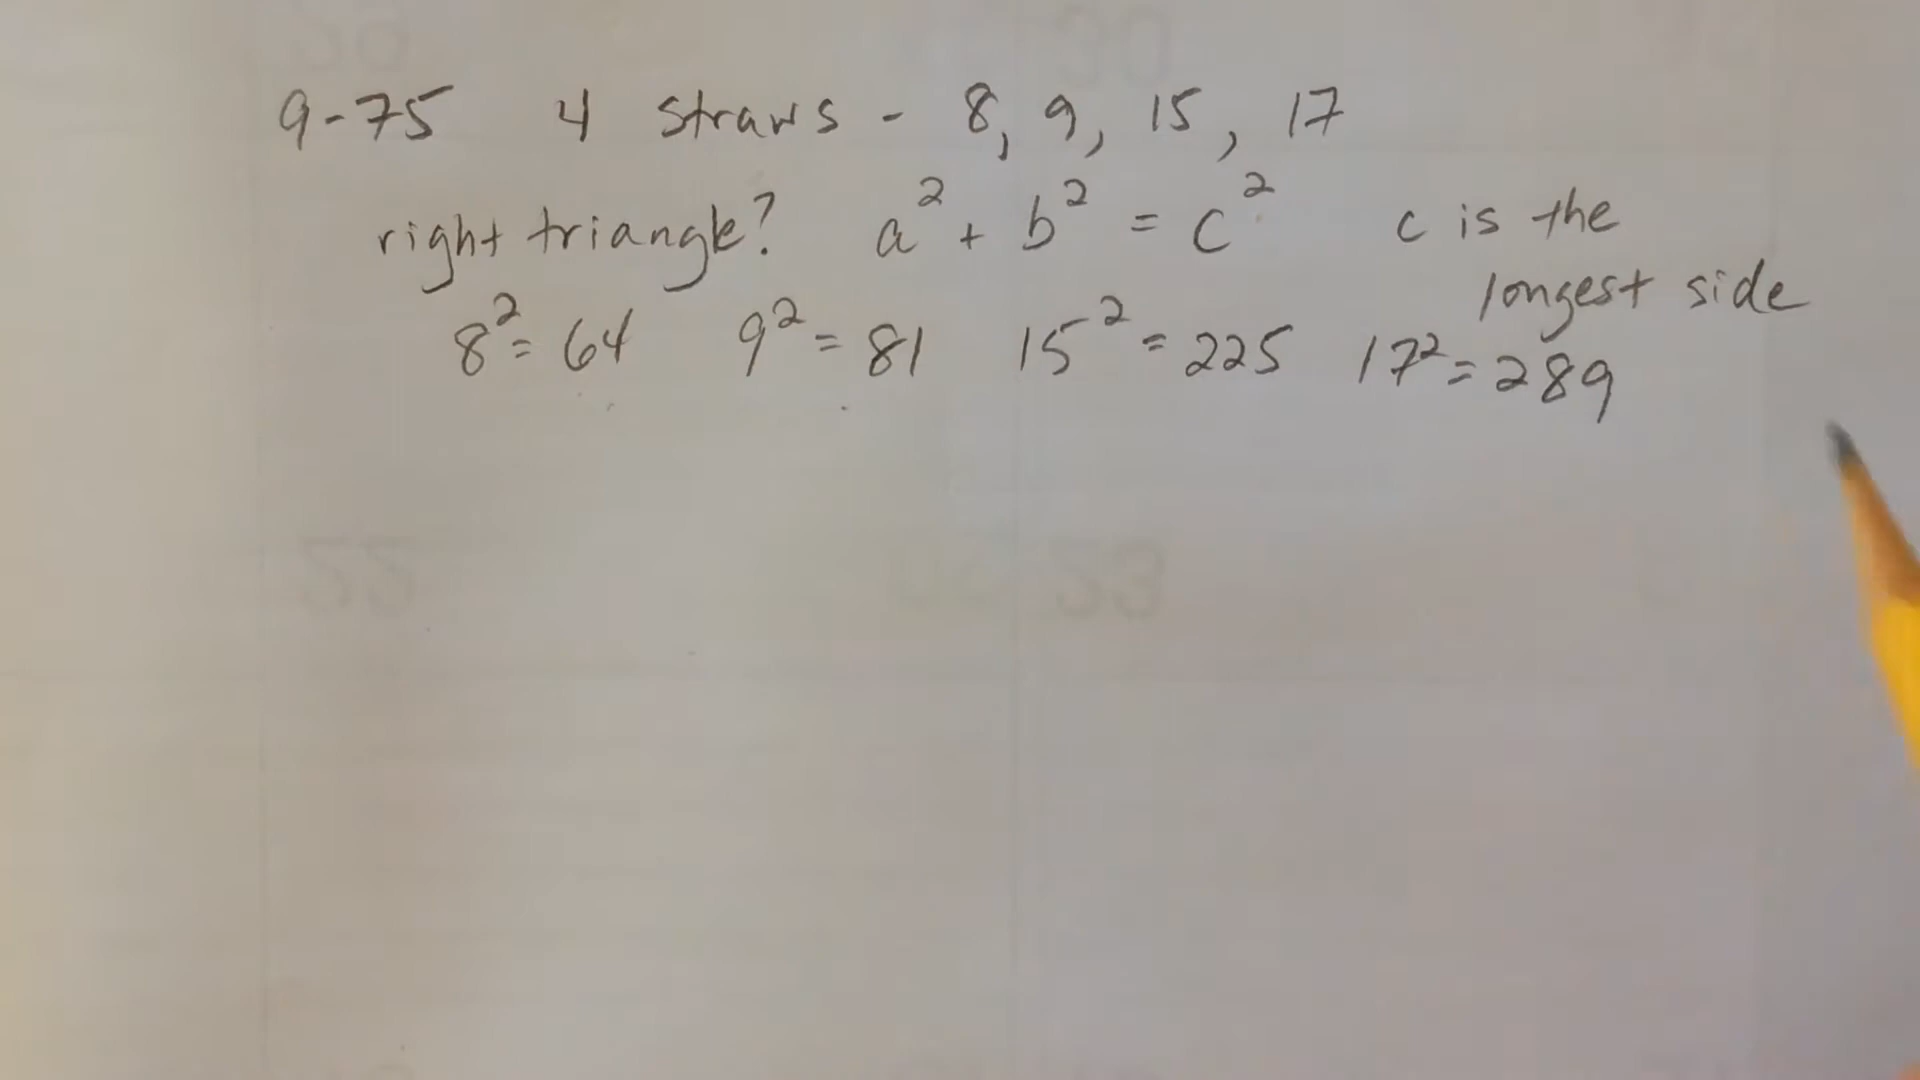 9-75 4 straws - 8, 9, 15, 17
right triangle? a² + b² = c² c is the
longest side
8² = 64 9² = 81 15² = 225 17² = 289